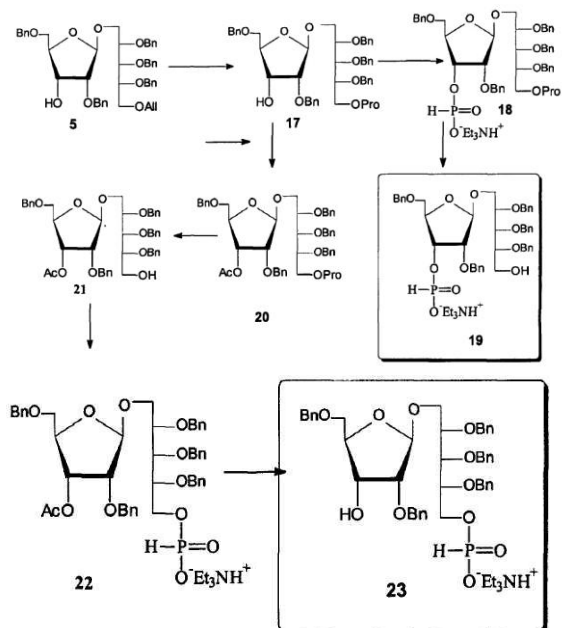 BnO O O BnO O O BnO O O
OBn OBn OBn
OBn OBn OBn
OBn OBn OBn
HO OBn OAll HO OBn OPro O OBn OPro
5 17 H-P=O 18
O⁻Et₃NH⁺
BnO O O BnO O O BnO O O
OBn OBn OBn
OBn OBn OBn
OBn OBn OBn
AcO OBn OH AcO OBn OPro O OBn OH
21 20 H-P=O
O⁻Et₃NH⁺
19
BnO O O BnO O O
OBn OBn
OBn OBn
OBn OBn
AcO OBn O HO OBn O
H-P=O H-P=O
22 O⁻Et₃NH⁺ 23 O⁻Et₃NH⁺